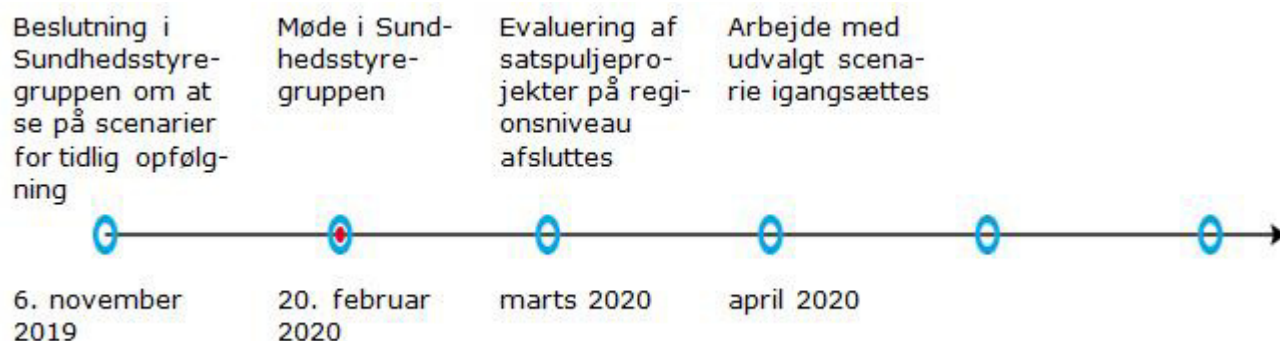 Beslutning i
Sundhedsstyre-
gruppen om at
se på scenarier
for tidlig opfølg-
ning
Møde i Sund-
hedsstyre-
gruppen
Evaluering af
satspuljepro-
jekter på regi-
onsniveau
afsluttes
Arbejde med
udvalgt scena-
rie igangsættes
6. november
2019
20. februar
2020
marts 2020
april 2020